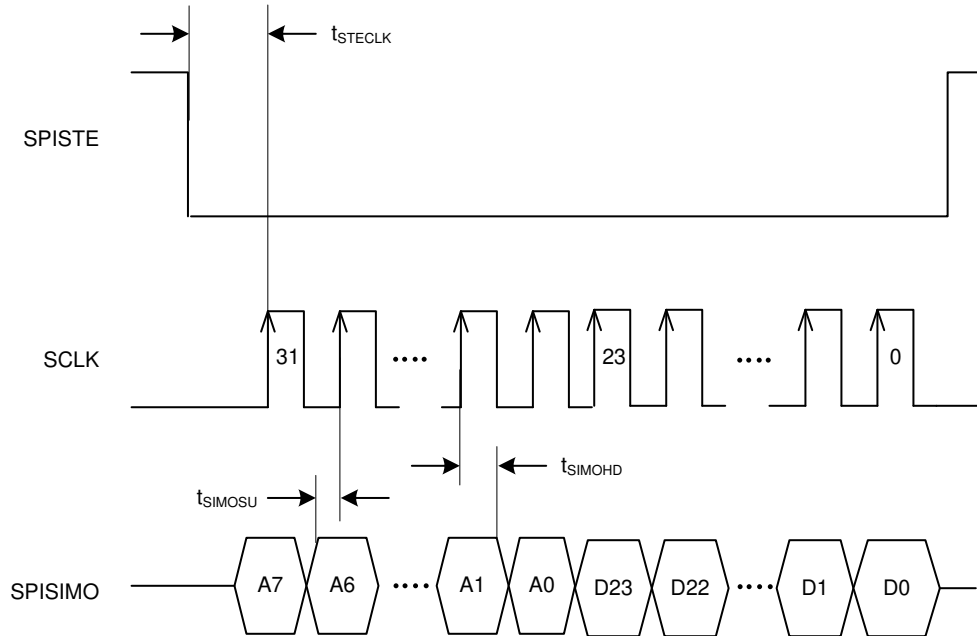 tSTECLK
SPISTE
SCLK
31
••••
23
••••
0
tSIMOSU
tSIMOHD
SPISIMO
A7
A6
••••
A1
A0
D23
D22
••••
D1
D0